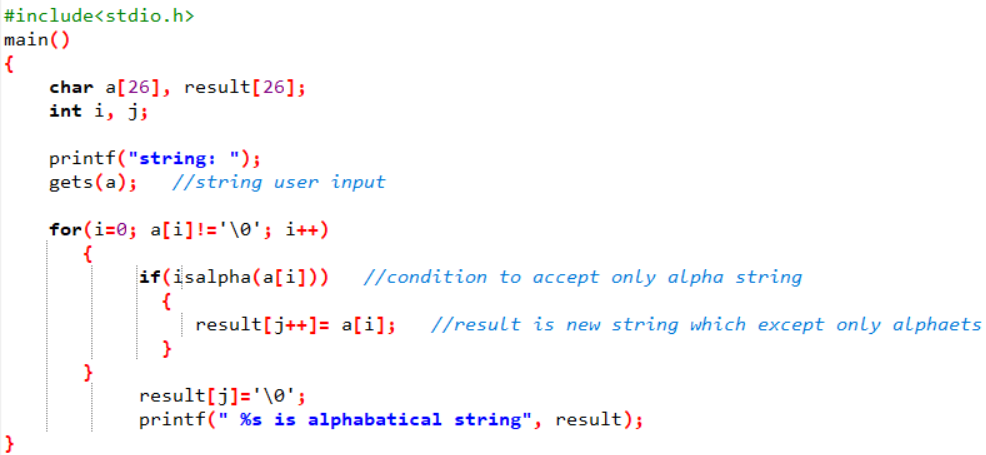 #include<stdio.h>
main()
{
char a[26], result[26];
int i, j;
printf("string: ");
gets(a); //string user input
for(i=0; a[i]!='\0'; i++)
{
if(isalpha(a[i])) //condition to accept only alpha string
{
result[j++]= a[i]; //result is new string which except only alphaets
}
}
result[j]='\0';
printf(" %s is alphabatical string", result);
}